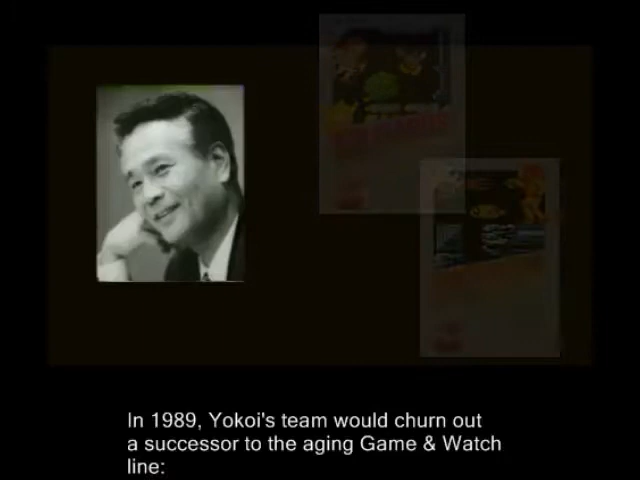 In 1989, Yokoi's team would churn out
a successor to the aging Game & Watch
line: